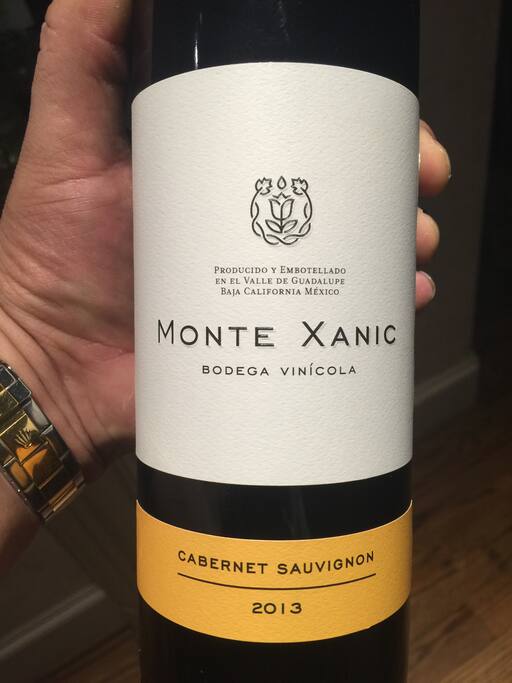 Producido y Embotellado
en el Valle de Guadalupe
Baja California México
Monte Xanic
BODEGA VINÍCOLA
CABERNET SAUVIGNON
2013